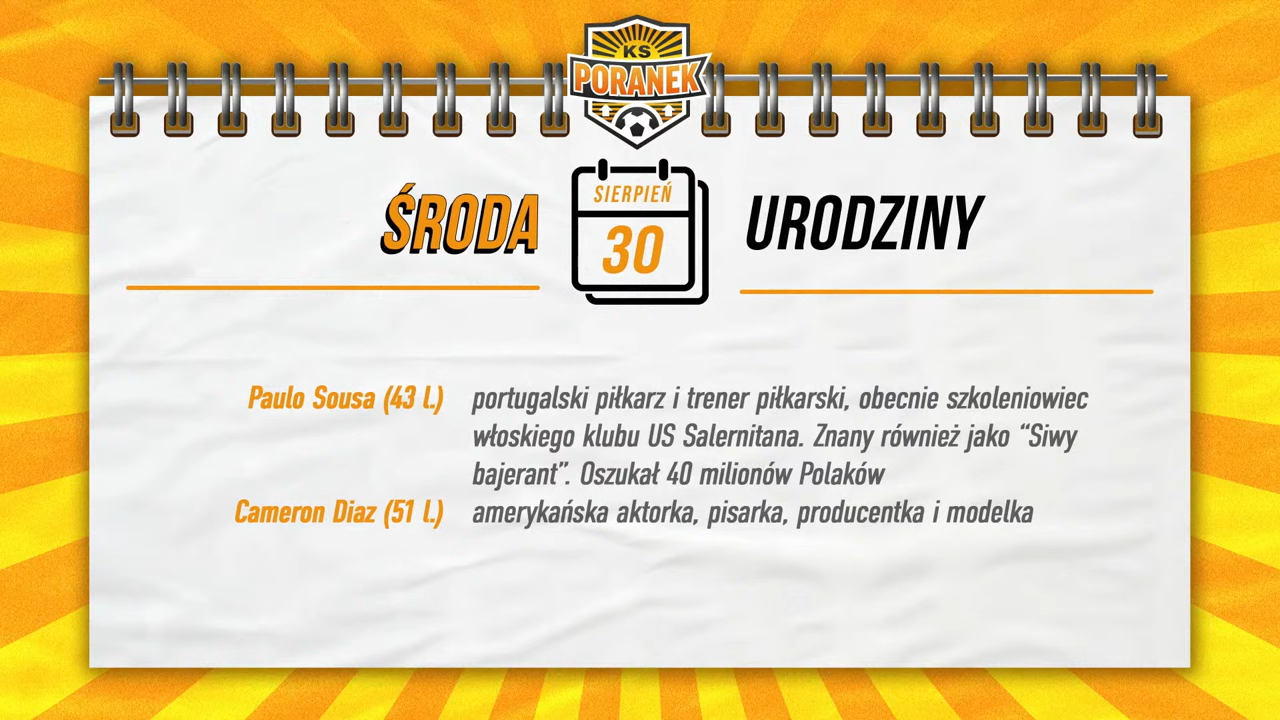 KS
PORANEK
ŚRODA
SIERPIEŃ
30
URODZINY
Paulo Sousa (43 l.)
portugalski piłkarz i trener piłkarski, obecnie szkoleniowiec
włoskiego klubu US Salernitana. Znany również jako “Siwy
bajerant”. Oszukał 40 milionów Polaków
Cameron Diaz (51 l.)
amerykańska aktorka, pisarka, producentka i modelka